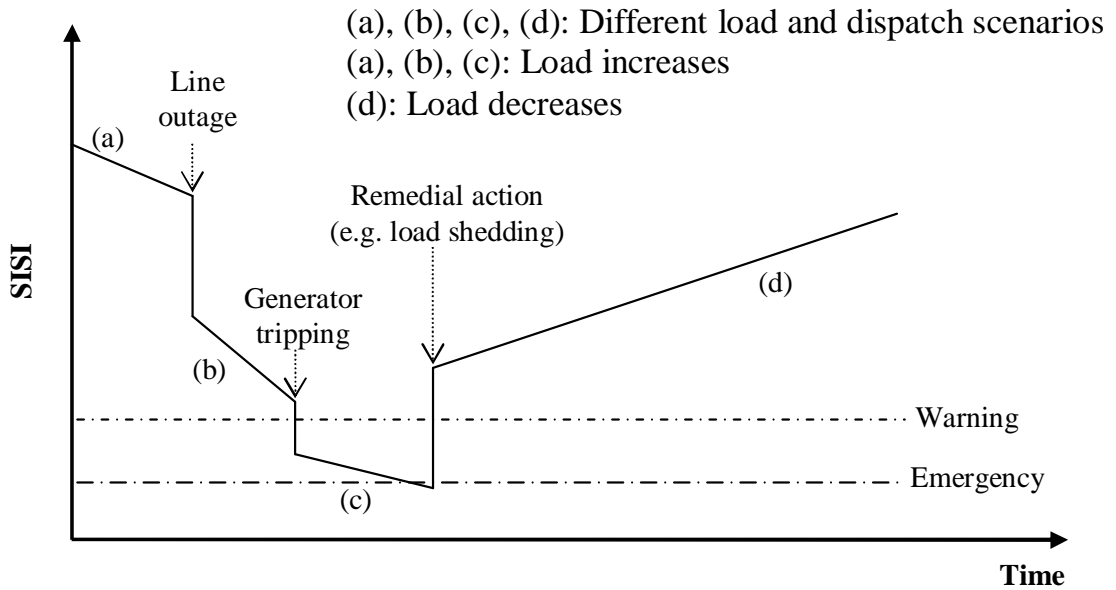 (a), (b), (c), (d): Different load and dispatch scenarios
(a), (b), (c): Load increases
(d): Load decreases
Line
outage
(a)
Remedial action
(e.g. load shedding)
SISI
(d)
Generator
tripping
(b)
Warning
Emergency
(c)
Time